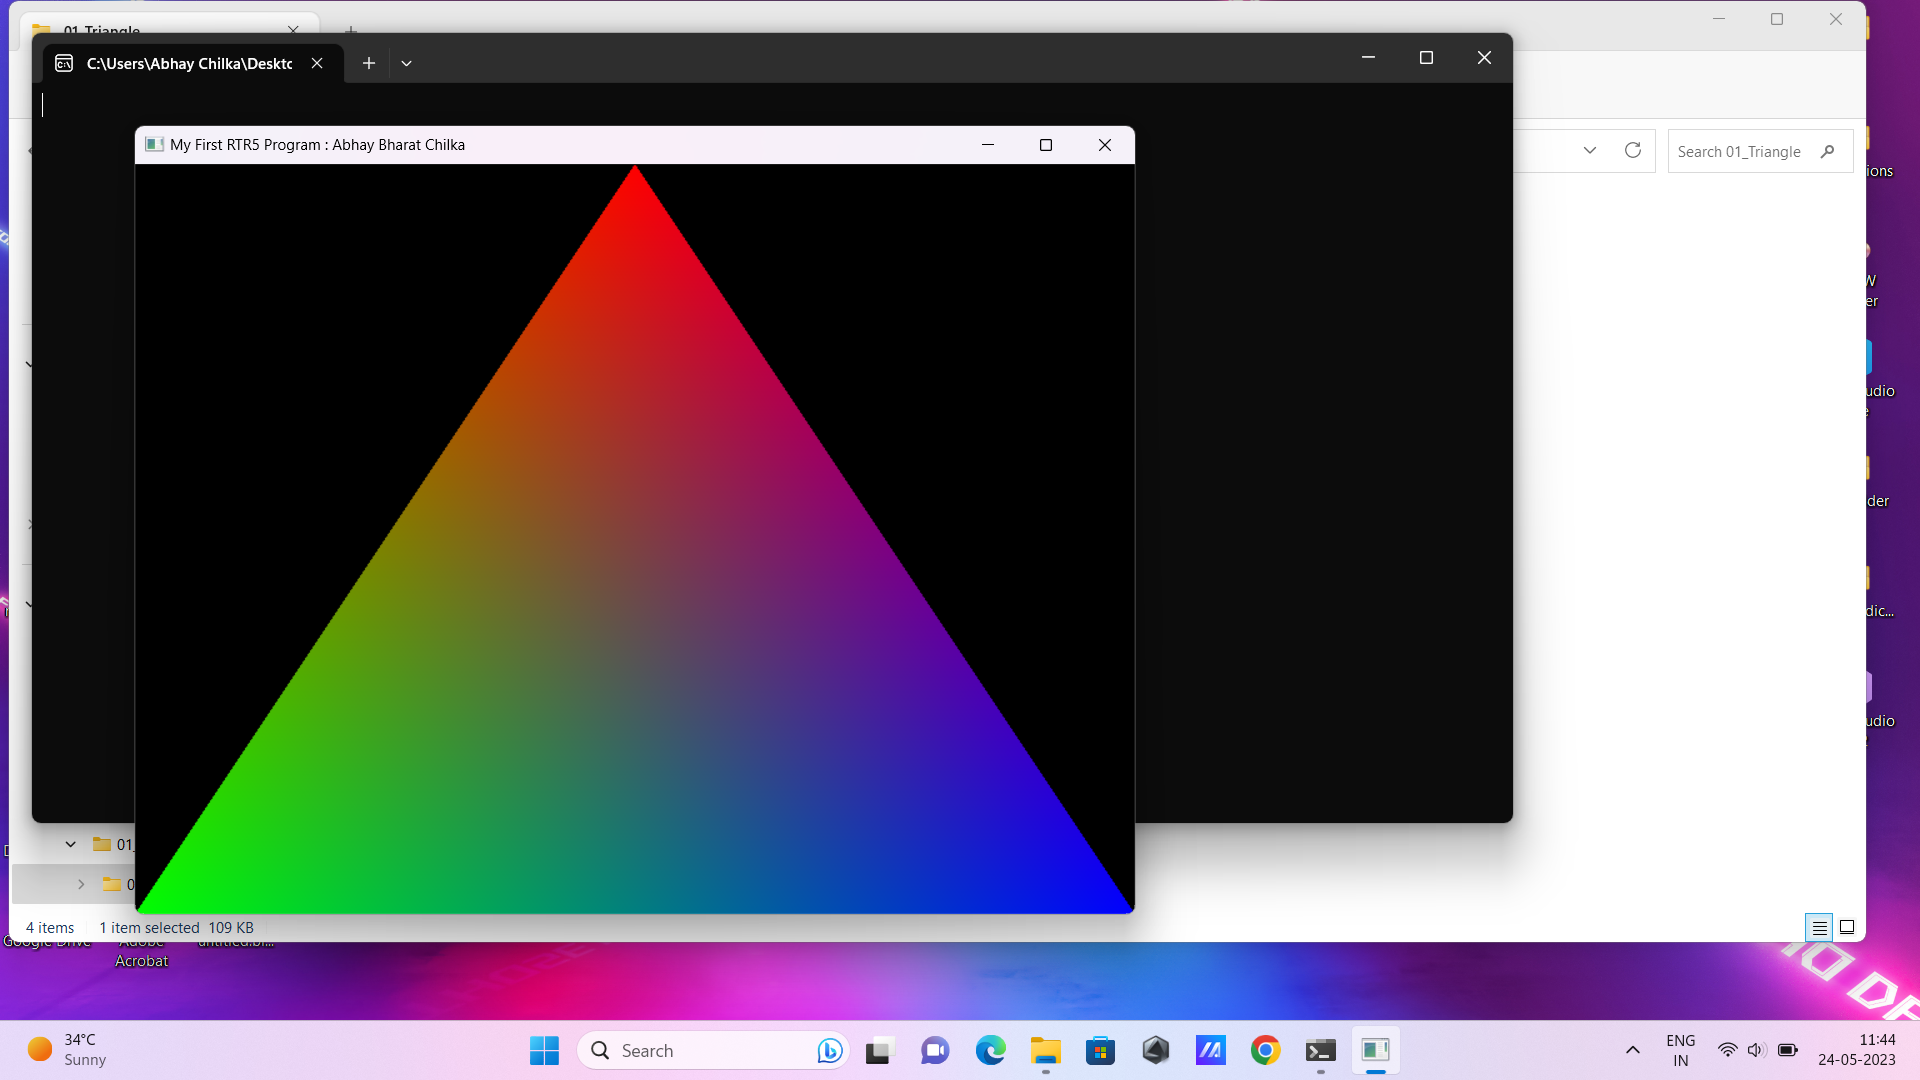 01_Triangle
C:\Users\Abhay Chilka\Deskto
My First RTR5 Program : Abhay Bharat Chilka
Search 01_Triangle
ions
W
er
udio
e
der
dic...
udio
01_
0
4 items 1 item selected 109 KB
Google Drive Adobe Acrobat untitled.bl...
34°C
Sunny
Search
ENG
IN
11:44
24-05-2023